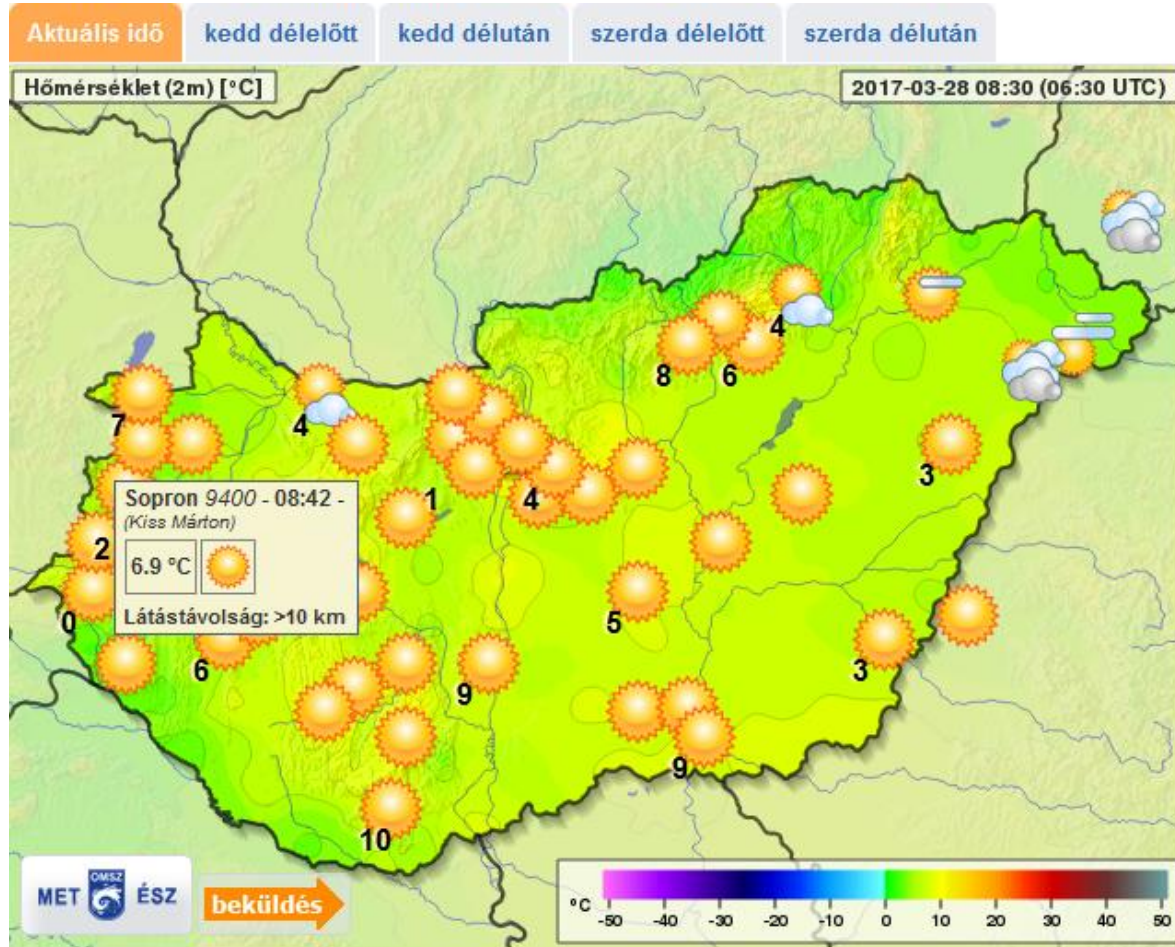 Aktuális idő kedd délelőtt kedd délután szerda délelőtt szerda délután
Hőmérséklet (2m) [°C] 2017-03-28 08:30 (06:30 UTC)
4
8 6
7 4
3
1 4
Sopron 9400 - 08:42 -
(Kiss Márton)
2
6.9 °C
Látástávolság: >10 km
0 5
6 9 3
9
10
MET OMSZ ÉSZ
beküldés
°C -50 -40 -30 -20 -10 0 10 20 30 40 50